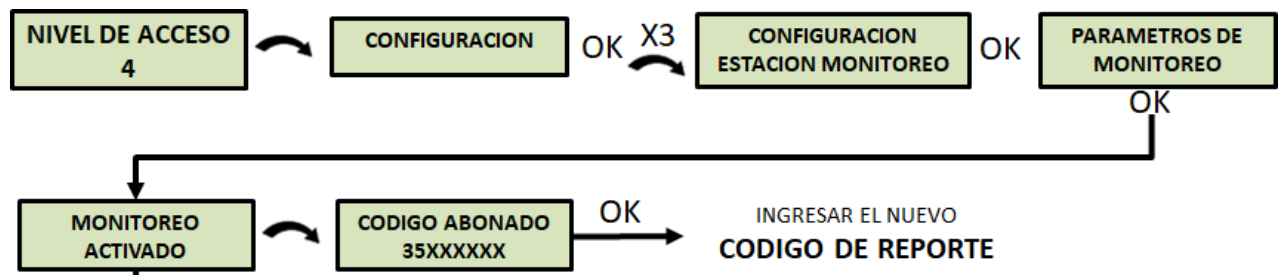 NIVEL DE ACCESO
4
CONFIGURACION
OK
X3
CONFIGURACION
ESTACION MONITOREO
OK
PARAMETROS DE
MONITOREO
OK
MONITOREO
ACTIVADO
CODIGO ABONADO
35XXXXXX
OK
INGRESAR EL NUEVO
CODIGO DE REPORTE